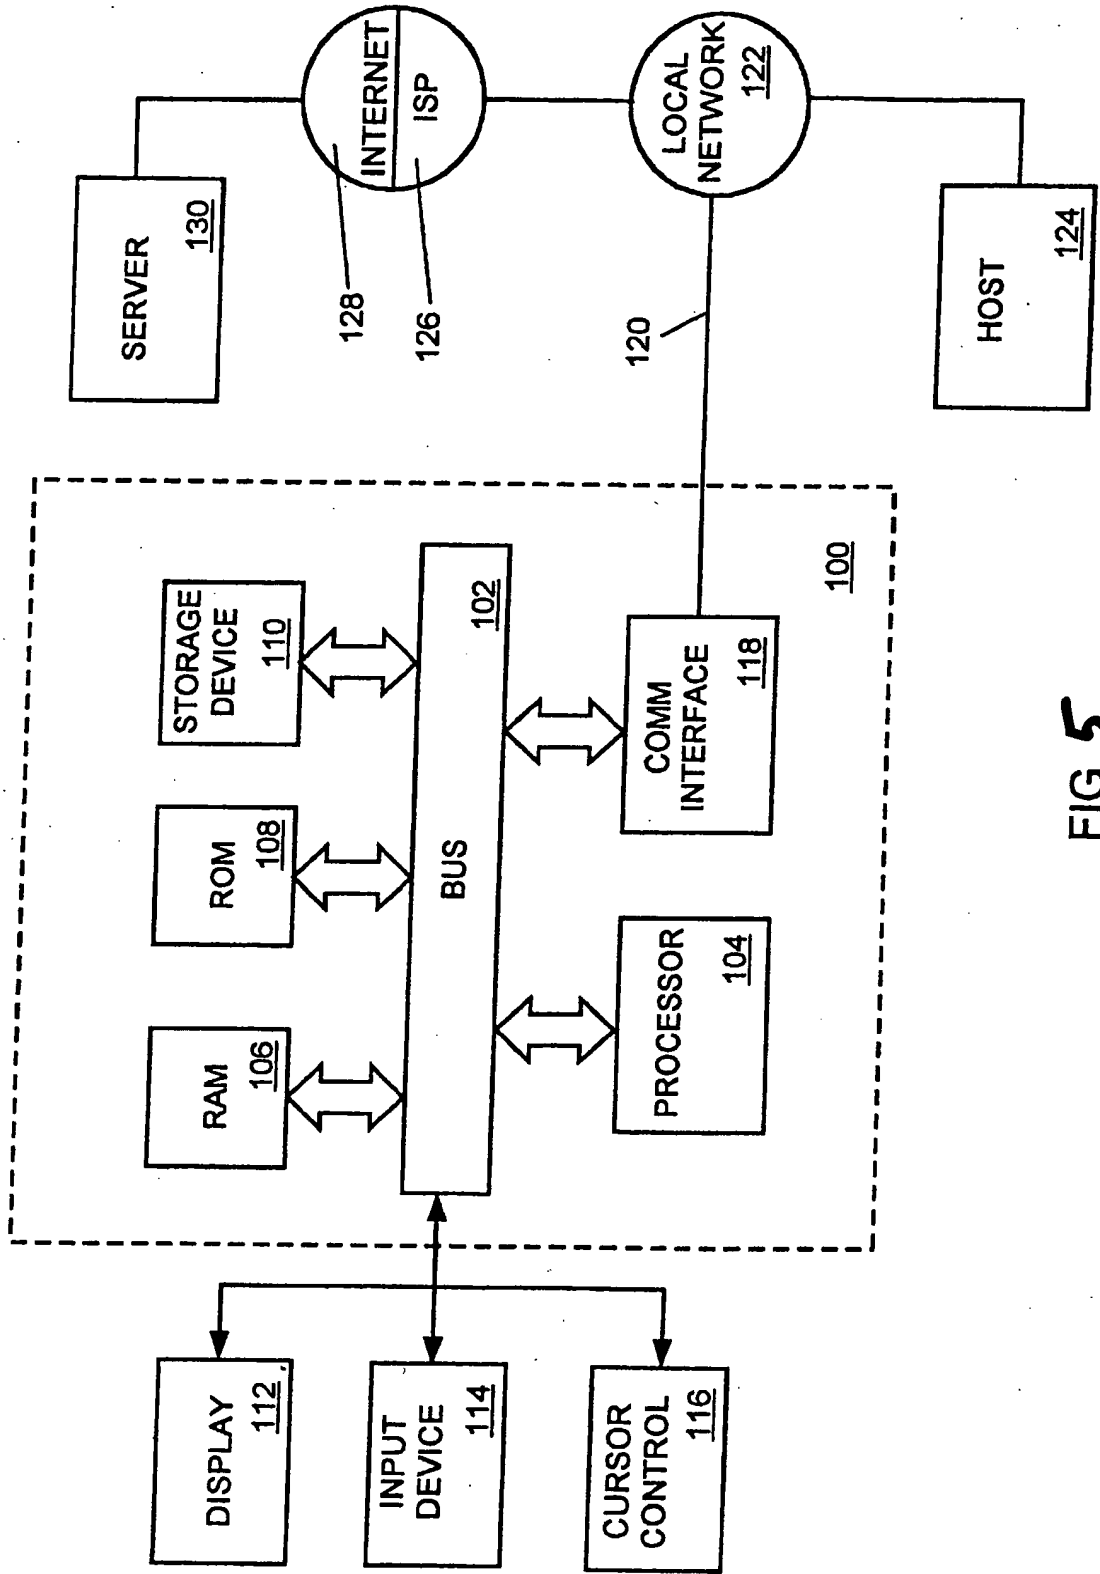 DISPLAY
112
INPUT
DEVICE
114
CURSOR
CONTROL
116
RAM
106
ROM
108
STORAGE
DEVICE
110
BUS
102
PROCESSOR
104
COMM
INTERFACE
118
100
SERVER
130
128
INTERNET
126
ISP
120
LOCAL
NETWORK
122
HOST
124
FIG 5